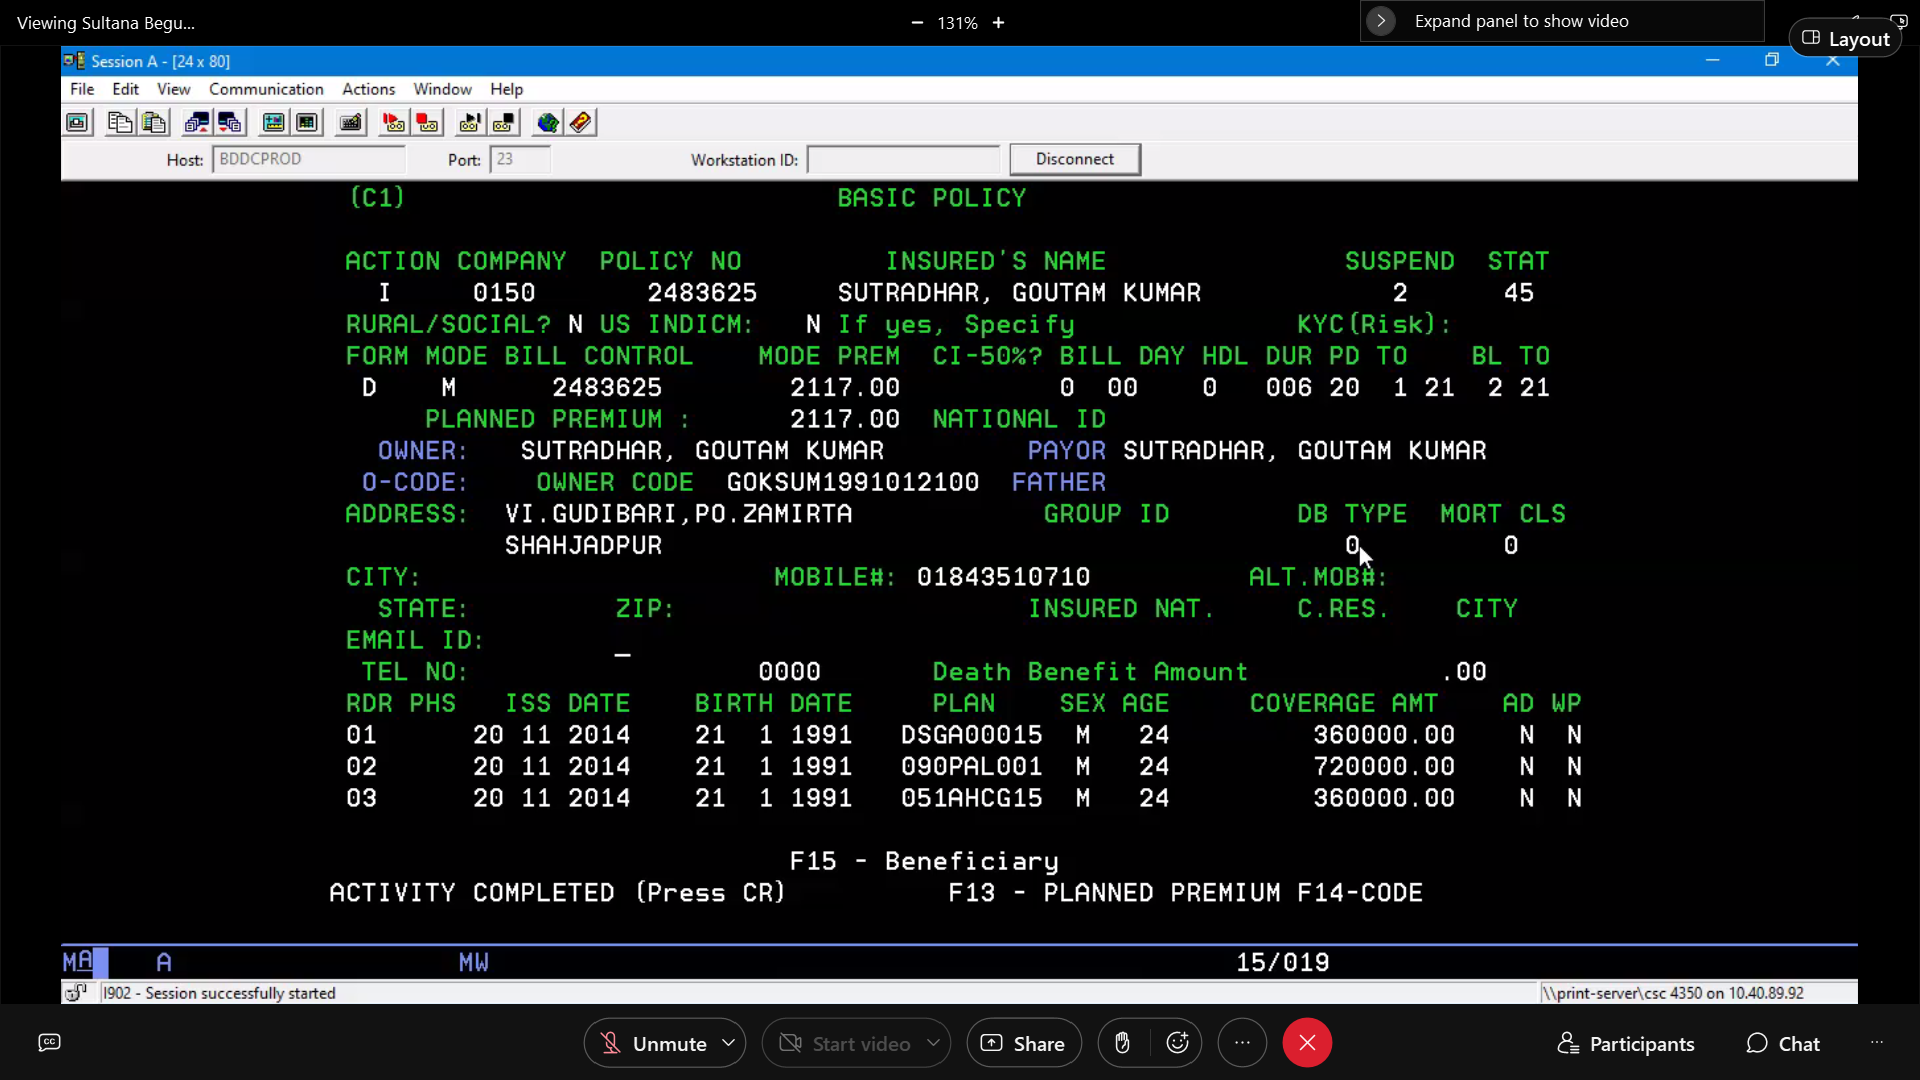 Viewing Sultana Begu...
131%
Expand panel to show video
Layout
Session A - [24 x 80]
File Edit View Communication Actions Window Help
Host: BDDCPROD Port: 23 Workstation ID: Disconnect
(C1) BASIC POLICY
ACTION COMPANY POLICY NO INSURED'S NAME SUSPEND STAT
I 0150 2483625 SUTRADHAR, GOUTAM KUMAR 2 45
RURAL/SOCIAL? N US INDICM: N If yes, Specify KYC(Risk):
FORM MODE BILL CONTROL MODE PREM CI-50%? BILL DAY HDL DUR PD TO BL TO
D M 2483625 2117.00 0 00 0 006 20 1 21 2 21
PLANNED PREMIUM : 2117.00 NATIONAL ID
OWNER: SUTRADHAR, GOUTAM KUMAR PAYOR SUTRADHAR, GOUTAM KUMAR
O-CODE: OWNER CODE GOKSUM1991012100 FATHER
ADDRESS: VI.GUDIBARI,PO.ZAMIRTA GROUP ID DB TYPE MORT CLS
SHAHJADPUR 0 0
CITY: MOBILE#: 01843510710 ALT.MOB#:
STATE: ZIP: INSURED NAT. C.RES. CITY
EMAIL ID:
TEL NO: 0000 Death Benefit Amount .00
RDR PHS ISS DATE BIRTH DATE PLAN SEX AGE COVERAGE AMT AD WP
01 20 11 2014 21 1 1991 DSGA00015 M 24 360000.00 N N
02 20 11 2014 21 1 1991 090PAL001 M 24 720000.00 N N
03 20 11 2014 21 1 1991 051AHCG15 M 24 360000.00 N N
F15 - Beneficiary
ACTIVITY COMPLETED (Press CR) F13 - PLANNED PREMIUM F14-CODE
MA A MW 15/019
I902 - Session successfully started \\print-server\csc 4350 on 10.40.89.92
CC Unmute Start video Share Participants Chat